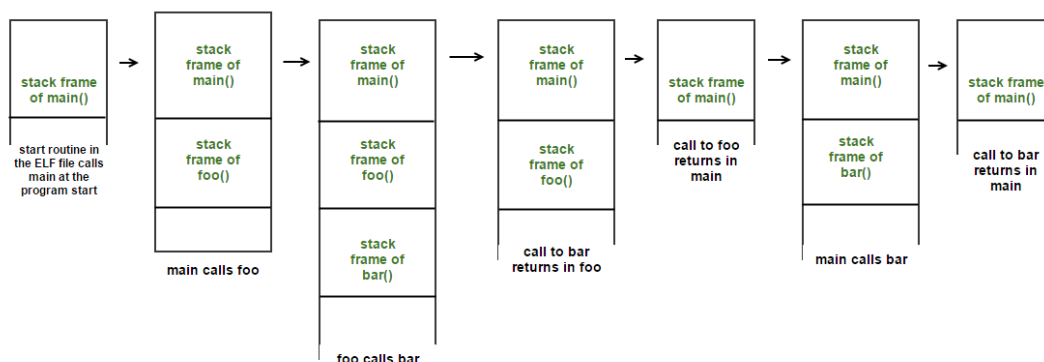 stack frame
of main()
start routine in
the ELF file calls
main at the
program start
stack
frame of
main()
stack
frame of
foo()
main calls foo
stack
frame of
main()
stack
frame of
foo()
stack
frame of
bar()
foo calls bar
stack
frame of
main()
stack
frame of
foo()
call to bar
returns in foo
stack frame
of main()
call to foo
returns in
main
stack
frame of
main()
stack
frame of
bar()
main calls bar
stack frame
of main()
call to bar
returns in
main